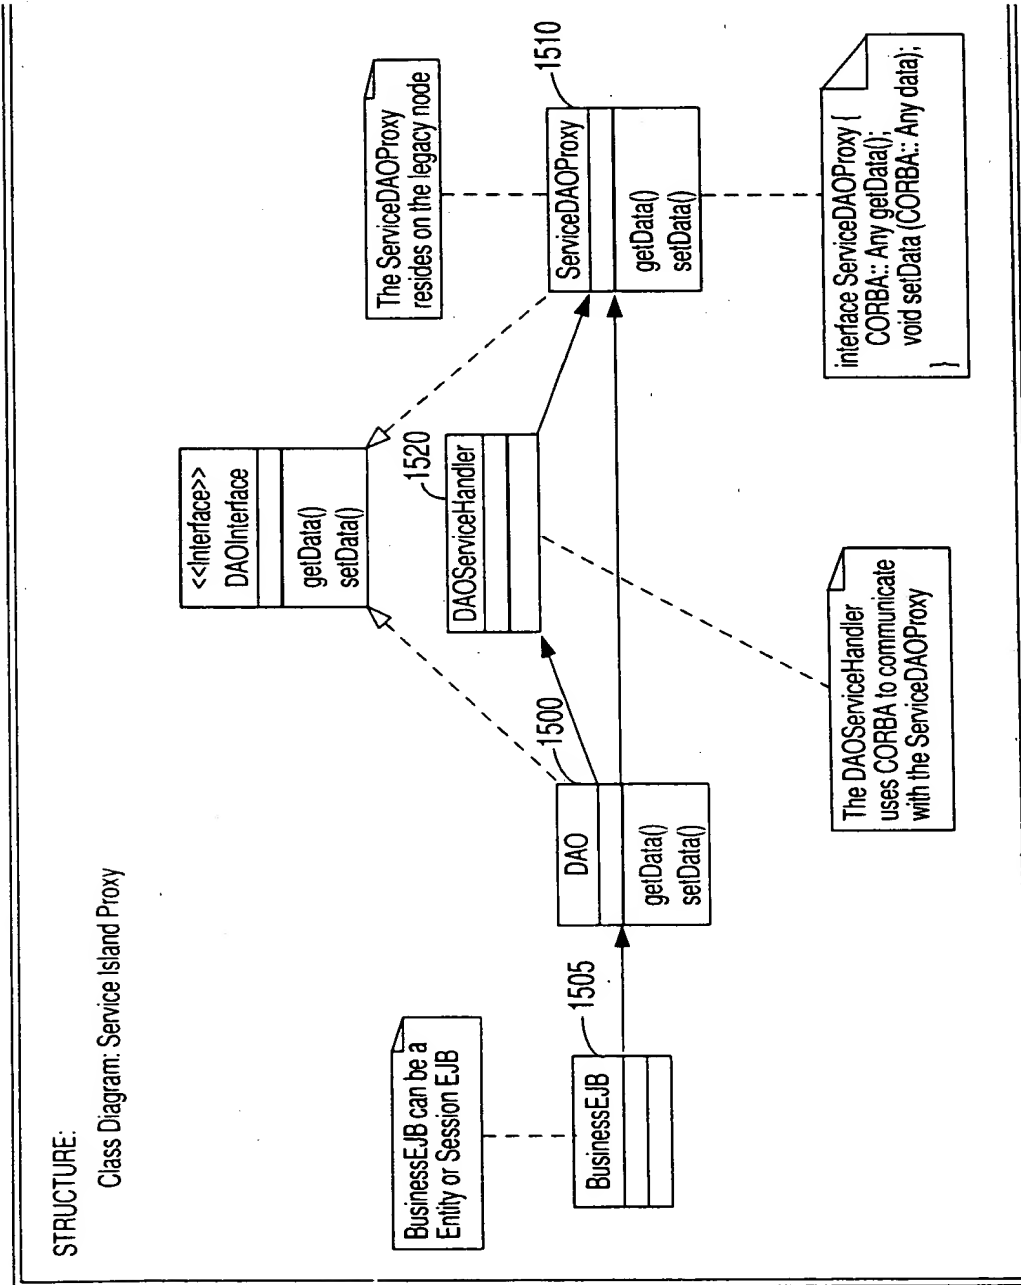 STRUCTURE:
Class Diagram: Service Island Proxy
<<Interface>>
DAOInterface
getData()
setData()
The ServiceDAOProxy
resides on the legacy node
BusinessEJB can be a
Entity or Session EJB
1520
DAOServiceHandler
1510
ServiceDAOProxy
getData()
setData()
1505
BusinessEJB
1500
DAO
getData()
setData()
The DAOServiceHandler
uses CORBA to communicate
with the ServiceDAOProxy
interface ServiceDAOProxy {
CORBA:: Any getData();
void setData (CORBA:: Any data);
}